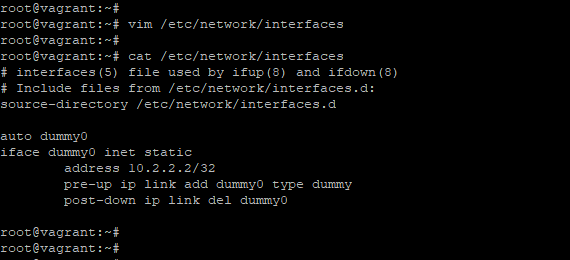 root@vagrant:~#
root@vagrant:~# vim /etc/network/interfaces
root@vagrant:~#
root@vagrant:~# cat /etc/network/interfaces
# interfaces(5) file used by ifup(8) and ifdown(8)
# Include files from /etc/network/interfaces.d:
source-directory /etc/network/interfaces.d
auto dummy0
iface dummy0 inet static
        address 10.2.2.2/32
        pre-up ip link add dummy0 type dummy
        post-down ip link del dummy0
root@vagrant:~#
root@vagrant:~#